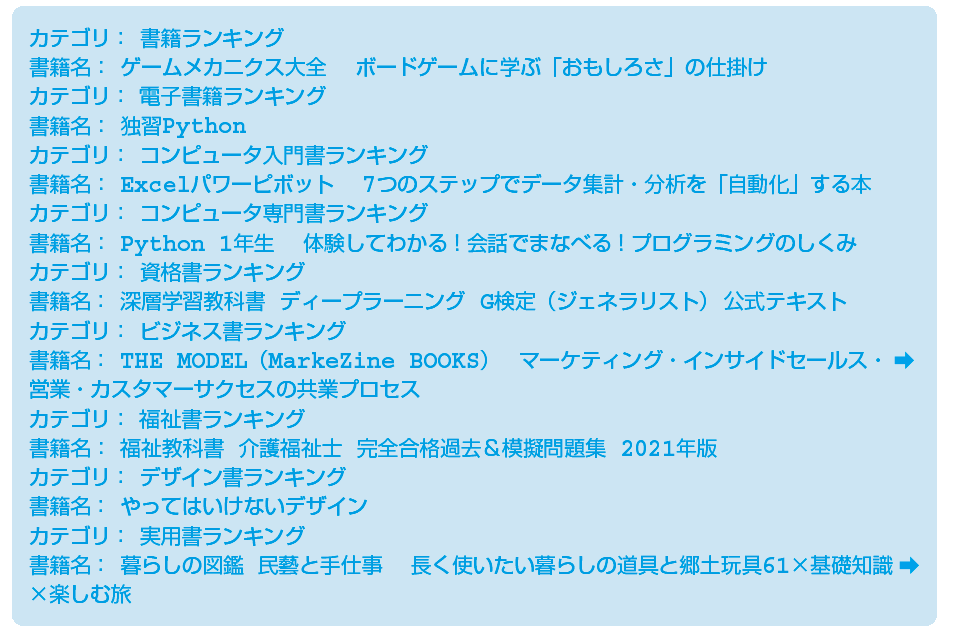 カテゴリ： 書籍ランキング
書籍名： ゲームメカニクス大全　ボードゲームに学ぶ「おもしろさ」の仕掛け
カテゴリ： 電子書籍ランキング
書籍名： 独習Python
カテゴリ： コンピュータ入門書ランキング
書籍名： Excelパワーピボット　7つのステップでデータ集計・分析を「自動化」する本
カテゴリ： コンピュータ専門書ランキング
書籍名： Python 1年生　体験してわかる！会話でまなべる！プログラミングのしくみ
カテゴリ： 資格書ランキング
書籍名： 深層学習教科書 ディープラーニング G検定（ジェネラリスト）公式テキスト
カテゴリ： ビジネス書ランキング
書籍名： THE MODEL（MarkeZine BOOKS）　マーケティング・インサイドセールス・➡
営業・カスタマーサクセスの共業プロセス
カテゴリ： 福祉書ランキング
書籍名： 福祉教科書 介護福祉士 完全合格過去＆模擬問題集 2021年版
カテゴリ： デザイン書ランキング
書籍名： やってはいけないデザイン
カテゴリ： 実用書ランキング
書籍名： 暮らしの図鑑 民藝と手仕事　長く使いたい暮らしの道具と郷土玩具61×基礎知識➡
×楽しむ旅